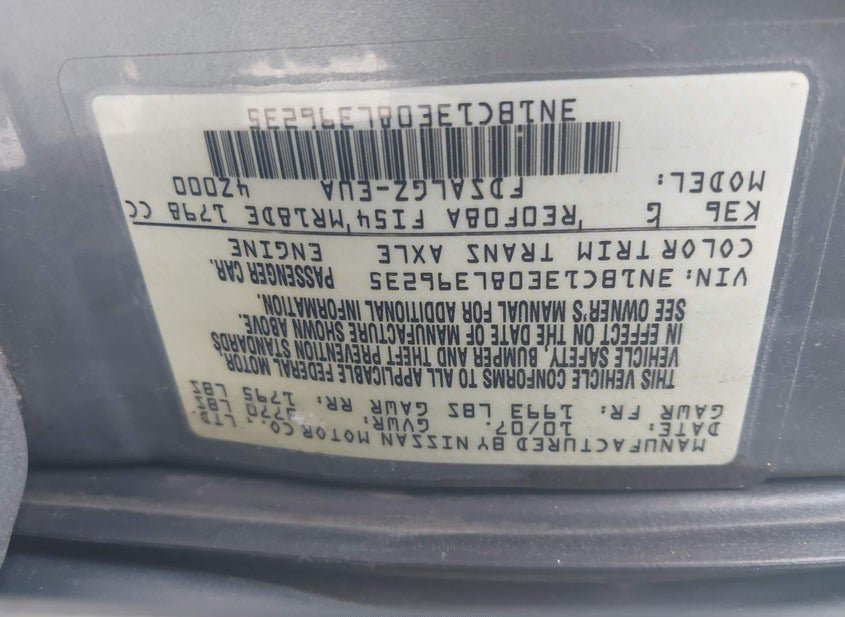 MANUFACTURED BY NISSAN MOTOR CO., LTD.
DATE: 10/07. GVWR: 3770 LBS
GAWR FR: 1993 LBS GAWR RR: 1795 LBS
THIS VEHICLE CONFORMS TO ALL APPLICABLE FEDERAL MOTOR
VEHICLE SAFETY, BUMPER AND THEFT PREVENTION STANDARDS
IN EFFECT ON THE DATE OF MANUFACTURE SHOWN ABOVE.
SEE OWNER'S MANUAL FOR ADDITIONAL INFORMATION.
VIN: 3N1BC13E08L396235 PASSENGER CAR.
COLOR TRIM TRANS AXLE ENGINE
K36 G RE0F08A FI54 MR18DE 1798 CC
MODEL: FDZALGZ-EUA 4Z000
3N1BC13E08L396235